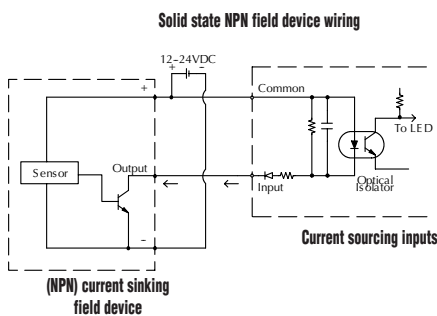 Solid state NPN field device wiring
12–24VDC
+ –
+
Common
To LED
Sensor
Output
Input
Optical
Isolator
–
Current sourcing inputs
(NPN) current sinking
field device